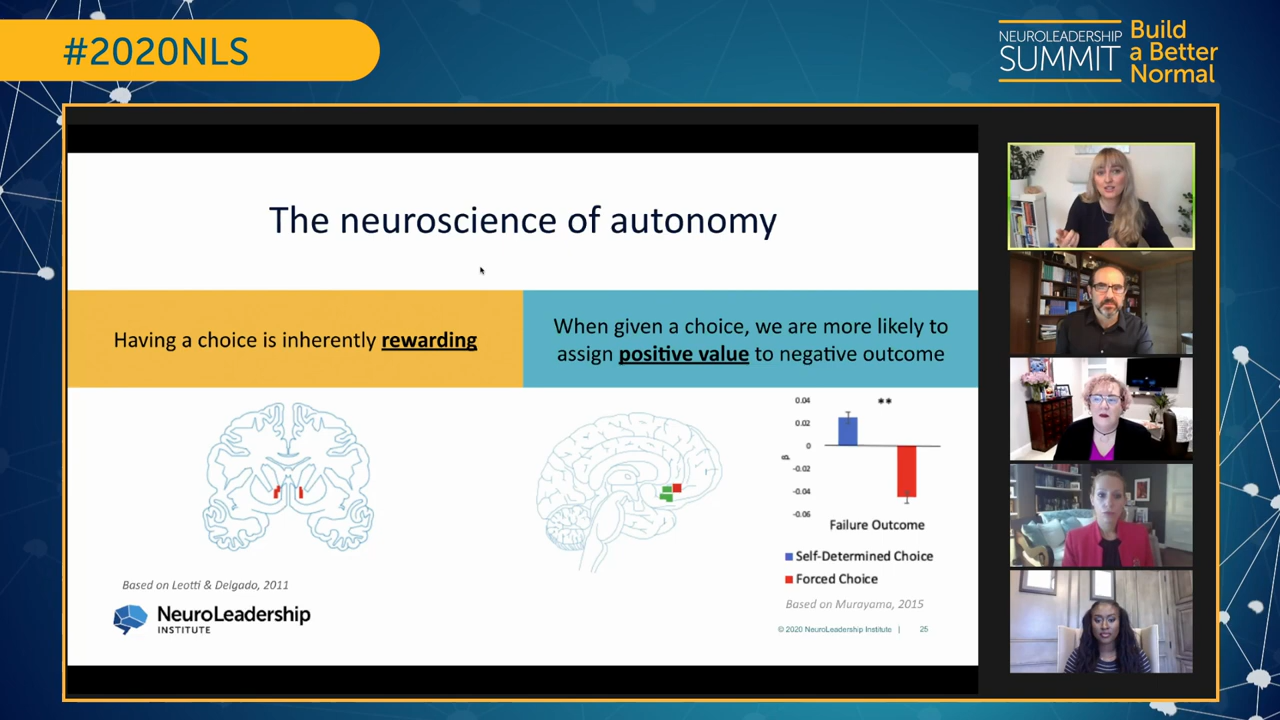 #2020NLS
NEUROLEADERSHIP
SUMMIT
Build
a Better
Normal
The neuroscience of autonomy
Having a choice is inherently rewarding
When given a choice, we are more likely to
assign positive value to negative outcome
0.04
**
0.02
0
β
-0.02
-0.04
-0.06
Failure Outcome
Self-Determined Choice
Forced Choice
Based on Leotti & Delgado, 2011
Based on Murayama, 2015
NeuroLeadership
INSTITUTE
© 2020 NeuroLeadership Institute | 25